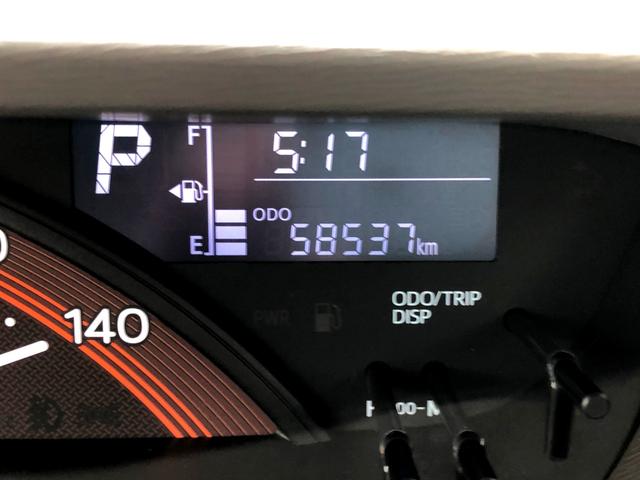 P
F
5:17
ODO
E
58537km
140
PWR
ODO/TRIP
DISP